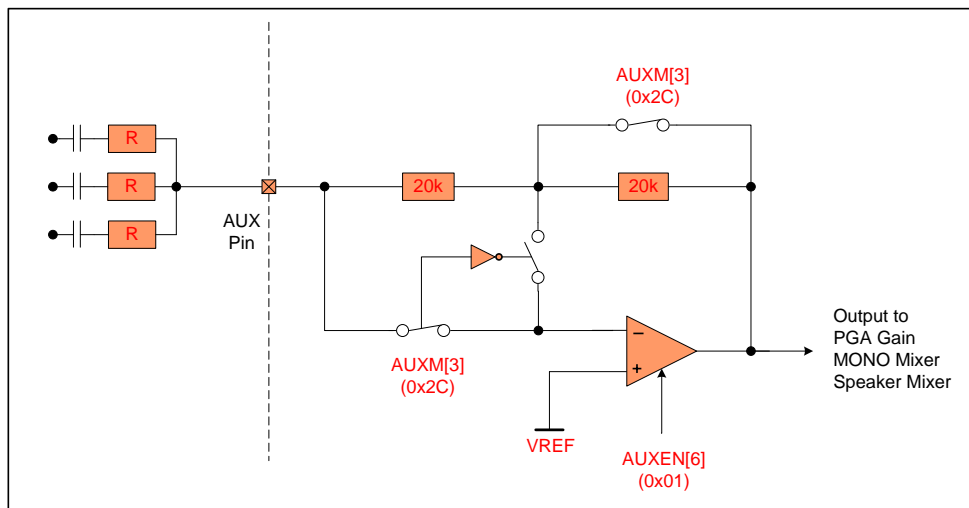 AUXM[3]
(0x2C)
R
R
R
20k
20k
AUX
Pin
AUXM[3]
(0x2C)
−
+
VREF
AUXEN[6]
(0x01)
Output to
PGA Gain
MONO Mixer
Speaker Mixer